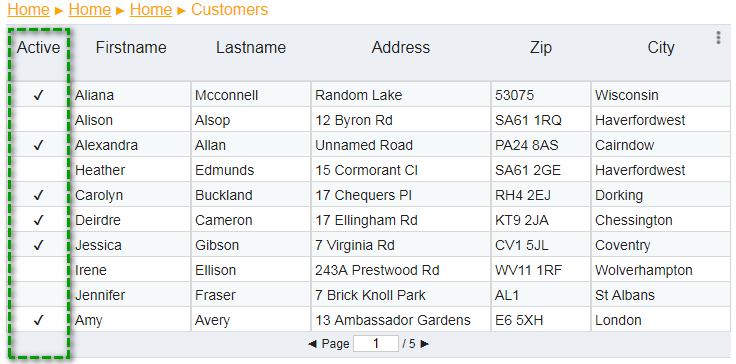 Home ▸ Home ▸ Home ▸ Customers
Active Firstname Lastname Address Zip City
✓ Aliana Mcconnell Random Lake 53075 Wisconsin
Alison Alsop 12 Byron Rd SA61 1RQ Haverfordwest
✓ Alexandra Allan Unnamed Road PA24 8AS Cairndow
Heather Edmunds 15 Cormorant Cl SA61 2GE Haverfordwest
✓ Carolyn Buckland 17 Chequers Pl RH4 2EJ Dorking
✓ Deirdre Cameron 17 Ellingham Rd KT9 2JA Chessington
✓ Jessica Gibson 7 Virginia Rd CV1 5JL Coventry
Irene Ellison 243A Prestwood Rd WV11 1RF Wolverhampton
Jennifer Fraser 7 Brick Knoll Park AL1 St Albans
✓ Amy Avery 13 Ambassador Gardens E6 5XH London
◄ Page 1 / 5 ►